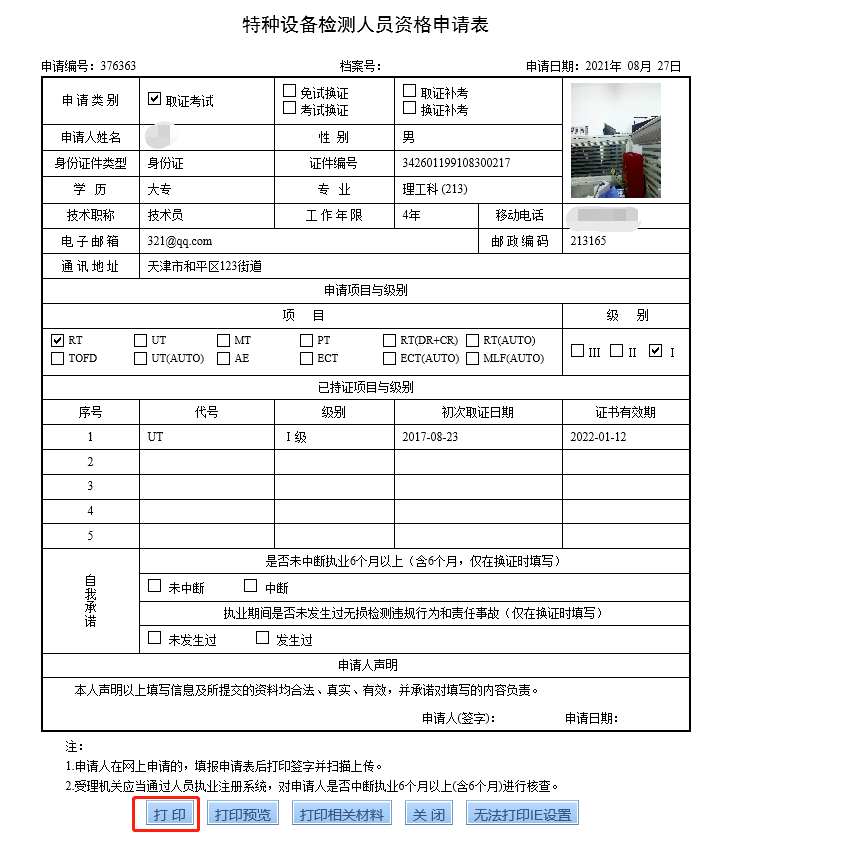 特种设备检测人员资格申请表
申请编号: 376363 档案号: 申请日期: 2021年 08月 27日
申请类别 取证考试 免试换证 考试换证 取证补考 换证补考
申请人姓名 性 别 男
身份证件类型 身份证 证件编号 342601199108300217
学 历 大专 专 业 理工科 (213)
技术职称 技术员 工作年限 4年 移动电话
电子邮箱 321@qq.com 邮政编码 213165
通讯地址 天津市和平区123街道
申请项目与级别
项 目 级 别
RT UT MT PT RT(DR+CR) RT(AUTO)
TOFD UT(AUTO) AE ECT ECT(AUTO) MLF(AUTO)
III II I
已持证项目与级别
序号 代号 级别 初次取证日期 证书有效期
1 UT Ⅰ级 2017-08-23 2022-01-12
2
3
4
5
自我承诺
是否未中断执业6个月以上（含6个月，仅在换证时填写）
未中断 中断
执业期间是否未发生过无损检测违规行为和责任事故（仅在换证时填写）
未发生过 发生过
申请人声明
本人声明以上填写信息及所提交的资料均合法、真实、有效，并承诺对填写的内容负责。
申请人(签字): 申请日期:
注:
1.申请人在网上申请的，填报申请表后打印签字并扫描上传。
2.受理机关应当通过人员执业注册系统，对申请人是否中断执业6个月以上(含6个月)进行核查。
打 印 打印预览 打印相关材料 关 闭 无法打印IE设置